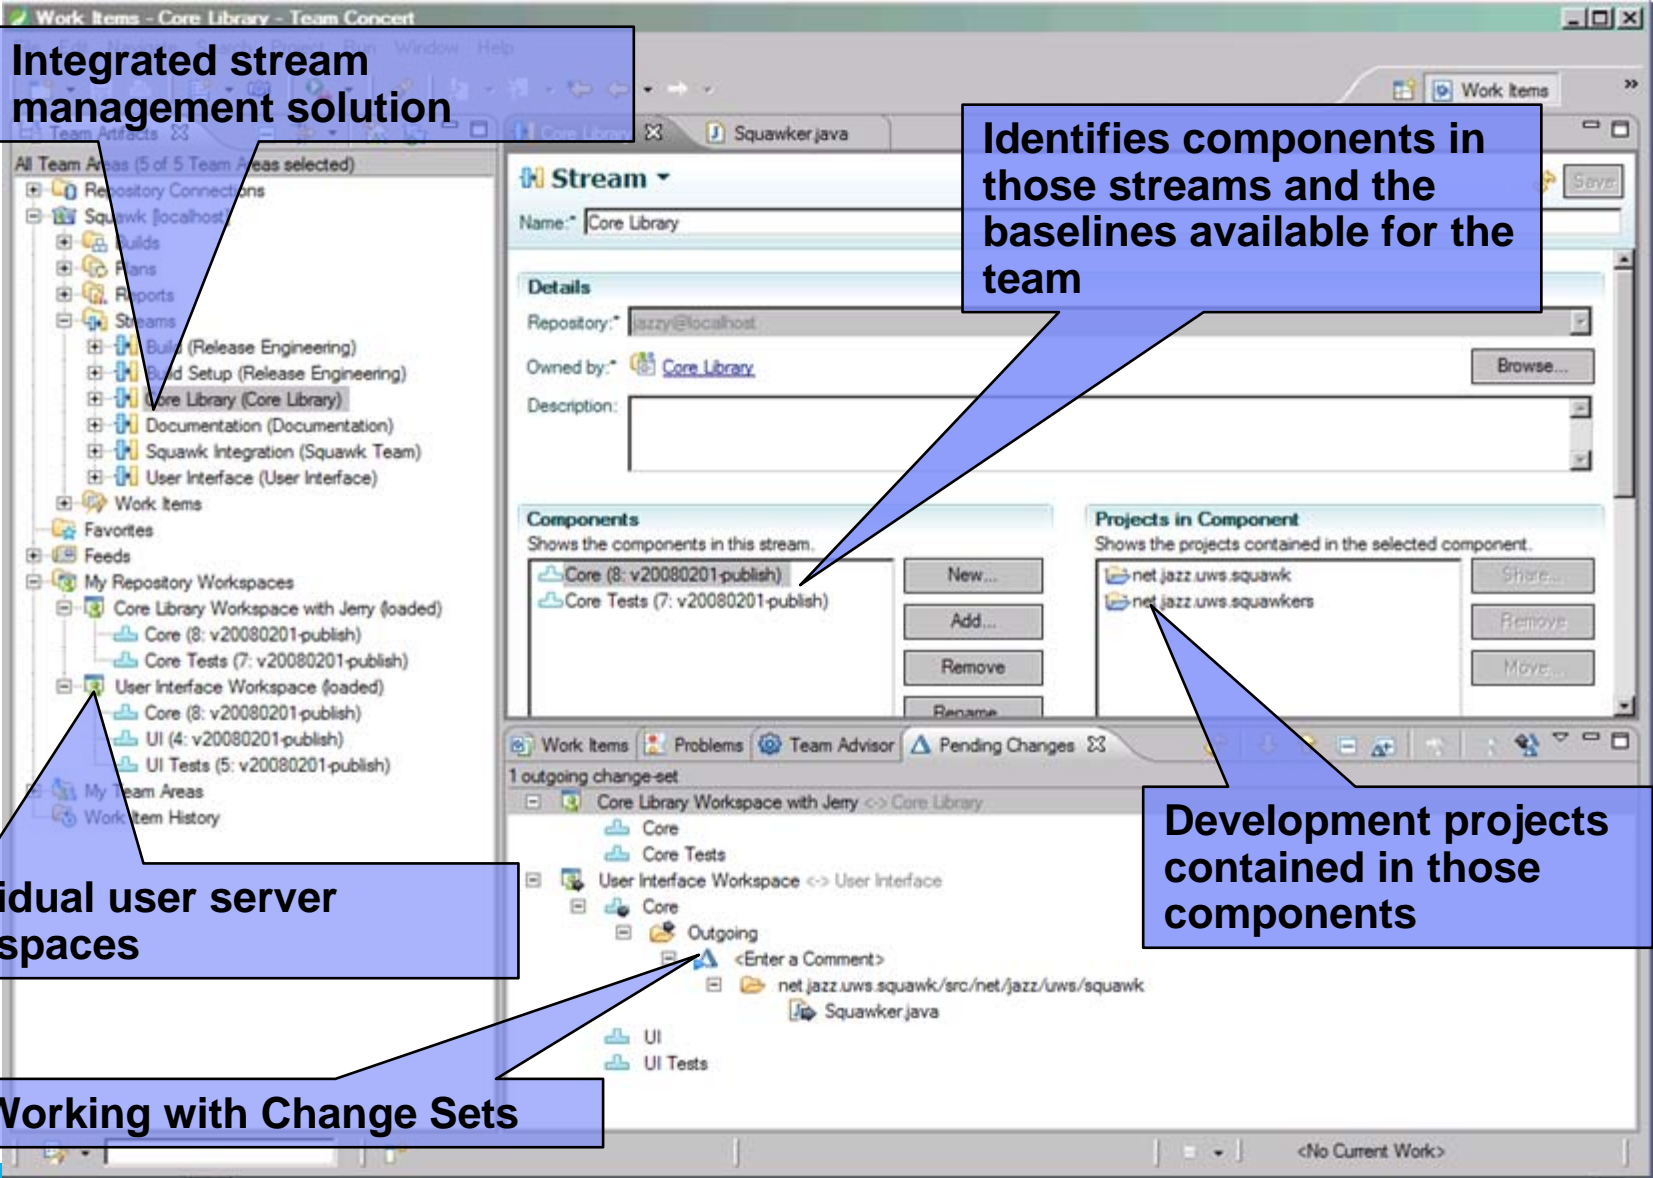 Work Items - Core Library - Team Concert
Window Help
Integrated stream
management solution
Work Items
Team Artifacts
Core Library
Squawker.java
All Team Areas (5 of 5 Team Areas selected)
Repository Connections
Squawk [localhost]
Builds
Plans
Reports
Streams
Build (Release Engineering)
Build Setup (Release Engineering)
Core Library (Core Library)
Documentation (Documentation)
Squawk Integration (Squawk Team)
User Interface (User Interface)
Work Items
Favorites
Feeds
My Repository Workspaces
Core Library Workspace with Jerry (loaded)
Core (8: v20080201-publish)
Core Tests (7: v20080201-publish)
User Interface Workspace (loaded)
Core (8: v20080201-publish)
UI (4: v20080201-publish)
UI Tests (5: v20080201-publish)
My Team Areas
Work Item History
idual user server
spaces
Working with Change Sets
Stream
Save
Name:* Core Library
Identifies components in
those streams and the
baselines available for the
team
Details
Repository:* jazzy@localhost
Owned by:* Core Library
Browse...
Description:
Components
Shows the components in this stream.
Core (8: v20080201-publish)
Core Tests (7: v20080201-publish)
New...
Add...
Remove
Rename
Projects in Component
Shows the projects contained in the selected component.
net.jazz.uws.squawk
net.jazz.uws.squawkers
Share...
Remove
Move...
Work Items Problems Team Advisor Pending Changes
1 outgoing change-set
Core Library Workspace with Jerry <-> Core Library
Core
Core Tests
User Interface Workspace <-> User Interface
Core
Outgoing
<Enter a Comment>
net.jazz.uws.squawk/src/net/jazz/uws/squawk
Squawker.java
UI
UI Tests
Development projects
contained in those
components
<No Current Work>